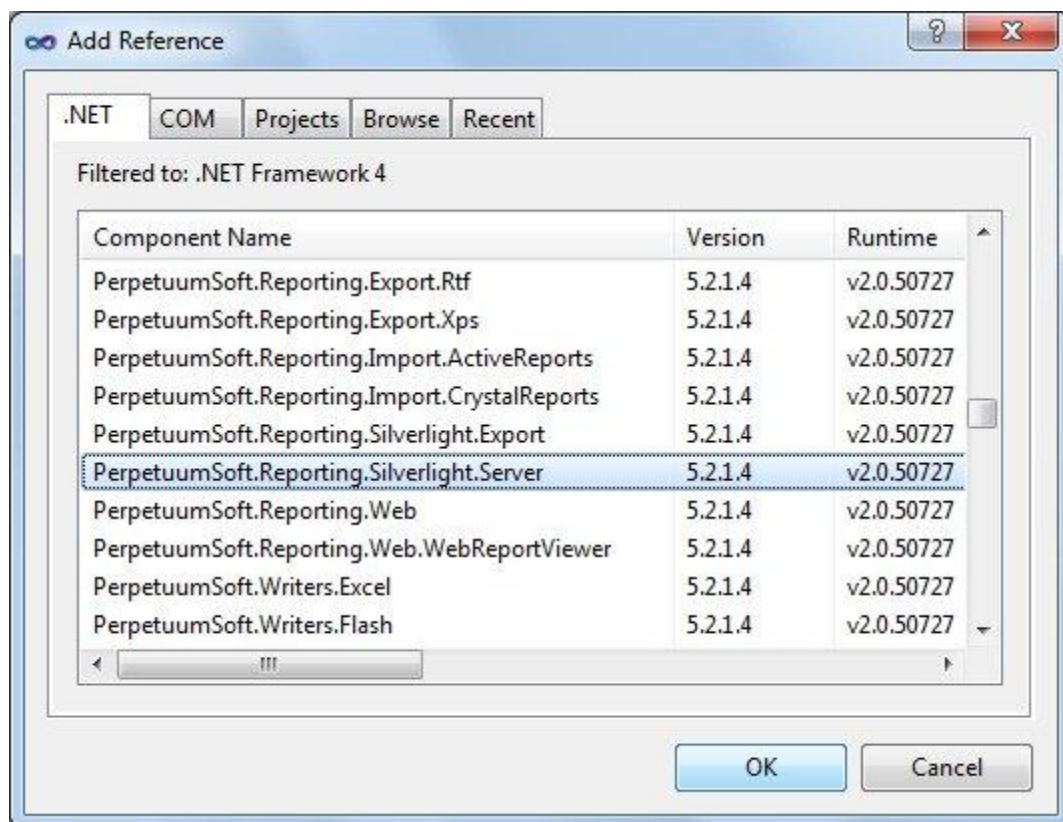 Add Reference
.NET COM Projects Browse Recent
Filtered to: .NET Framework 4
Component Name Version Runtime
PerpetuumSoft.Reporting.Export.Rtf 5.2.1.4 v2.0.50727
PerpetuumSoft.Reporting.Export.Xps 5.2.1.4 v2.0.50727
PerpetuumSoft.Reporting.Import.ActiveReports 5.2.1.4 v2.0.50727
PerpetuumSoft.Reporting.Import.CrystalReports 5.2.1.4 v2.0.50727
PerpetuumSoft.Reporting.Silverlight.Export 5.2.1.4 v2.0.50727
PerpetuumSoft.Reporting.Silverlight.Server 5.2.1.4 v2.0.50727
PerpetuumSoft.Reporting.Web 5.2.1.4 v2.0.50727
PerpetuumSoft.Reporting.Web.WebReportViewer 5.2.1.4 v2.0.50727
PerpetuumSoft.Writers.Excel 5.2.1.4 v2.0.50727
PerpetuumSoft.Writers.Flash 5.2.1.4 v2.0.50727
OK Cancel